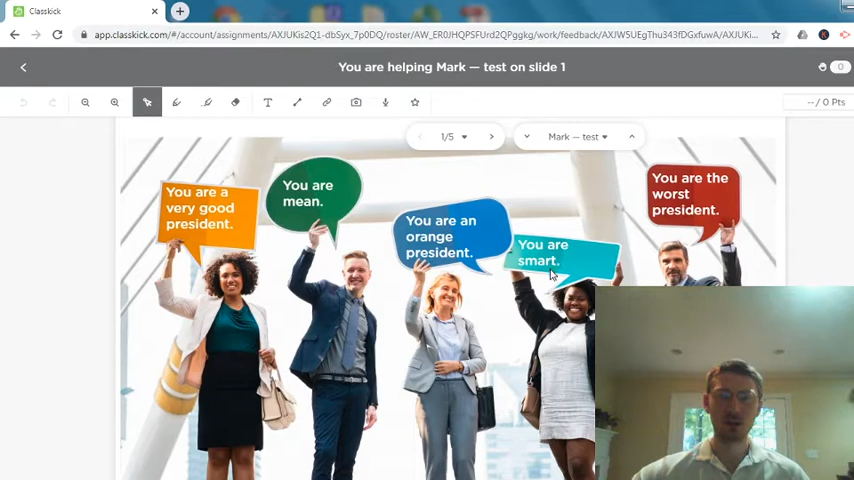 Classkick
app.classkick.com/#/account/assignments/AXJUKis2Q1-dbSyx_7p0DQ/roster/AW_ER0JHQPSFUrd2QPggkg/work/feedback/AXJW5UEgThu343fDGxfuwA/AXJUKi...
You are helping Mark — test on slide 1
0
-- / 0 Pts
1/5
Mark — test
You are a
very good
president.
You are
mean.
You are an
orange
president.
You are
smart.
You are the
worst
president.